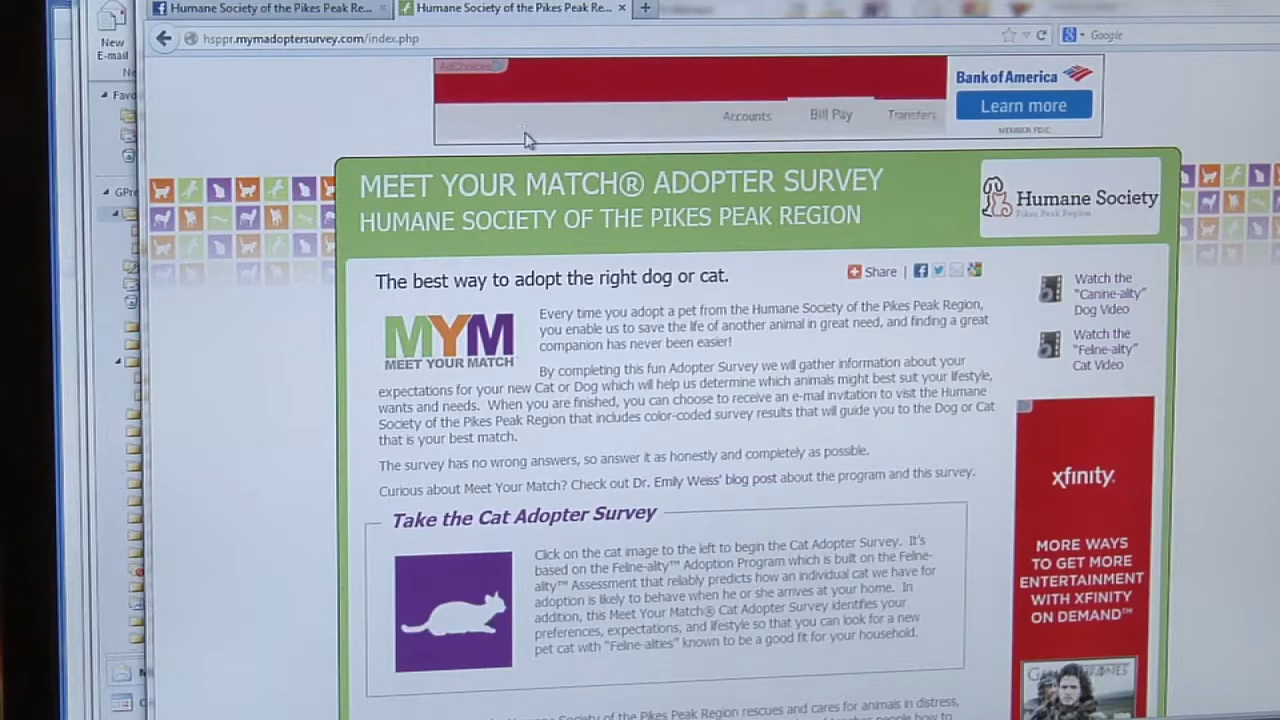 Humane Society of the Pikes Peak Re...
Humane Society of the Pikes Peak Re...
New
E-mail
hsppr.mymadoptersurvey.com/index.php
Google
Favo
GPre
AdChoices
Accounts
Bill Pay
Transfers
Bank of America
Learn more
MEMBER FDIC
MEET YOUR MATCH® ADOPTER SURVEY
HUMANE SOCIETY OF THE PIKES PEAK REGION
Humane Society
Pikes Peak Region
The best way to adopt the right dog or cat.
Share |
Watch the
"Canine-ality"
Dog Video
Watch the
"Feline-ality"
Cat Video
MYM
MEET YOUR MATCH
Every time you adopt a pet from the Humane Society of the Pikes Peak Region,
you enable us to save the life of another animal in great need, and finding a great
companion has never been easier!
By completing this fun Adopter Survey we will gather information about your
expectations for your new Cat or Dog which will help us determine which animals might best suit your lifestyle,
wants and needs. When you are finished, you can choose to receive an e-mail invitation to visit the Humane
Society of the Pikes Peak Region that includes color-coded survey results that will guide you to the Dog or Cat
that is your best match.
The survey has no wrong answers, so answer it as honestly and completely as possible.
Curious about Meet Your Match? Check out Dr. Emily Weiss' blog post about the program and this survey.
Take the Cat Adopter Survey
Click on the cat image to the left to begin the Cat Adopter Survey. It's
based on the Feline-ality™ Adoption Program which is built on the Feline-
ality™ Assessment that reliably predicts how an individual cat we have for
adoption is likely to behave when he or she arrives at your home. In
addition, this Meet Your Match® Cat Adopter Survey identifies your
preferences, expectations, and lifestyle so that you can look for a new
pet cat with "Feline-alities" known to be a good fit for your household.
xfinity
MORE WAYS
TO GET MORE
ENTERTAINMENT
WITH XFINITY
ON DEMAND™
GAME OF THRONES
Society of the Pikes Peak Region rescues and cares for animals in distress,